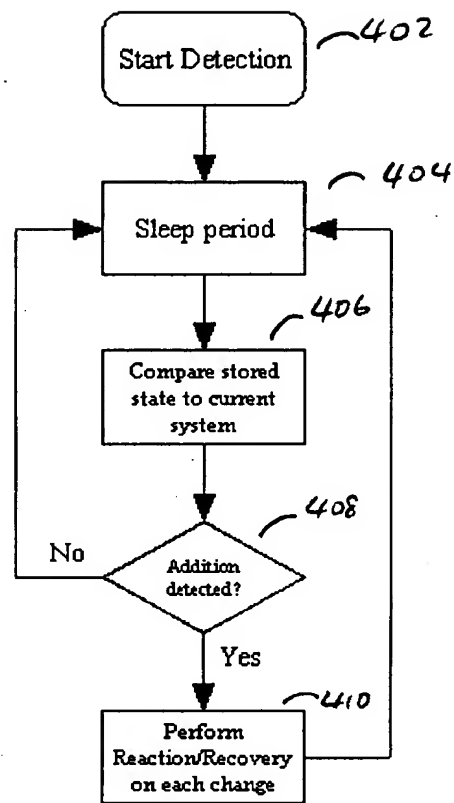 402
Start Detection
404
Sleep period
406
Compare stored
state to current
system
408
Addition
detected?
No
Yes
410
Perform
Reaction/Recovery
on each change